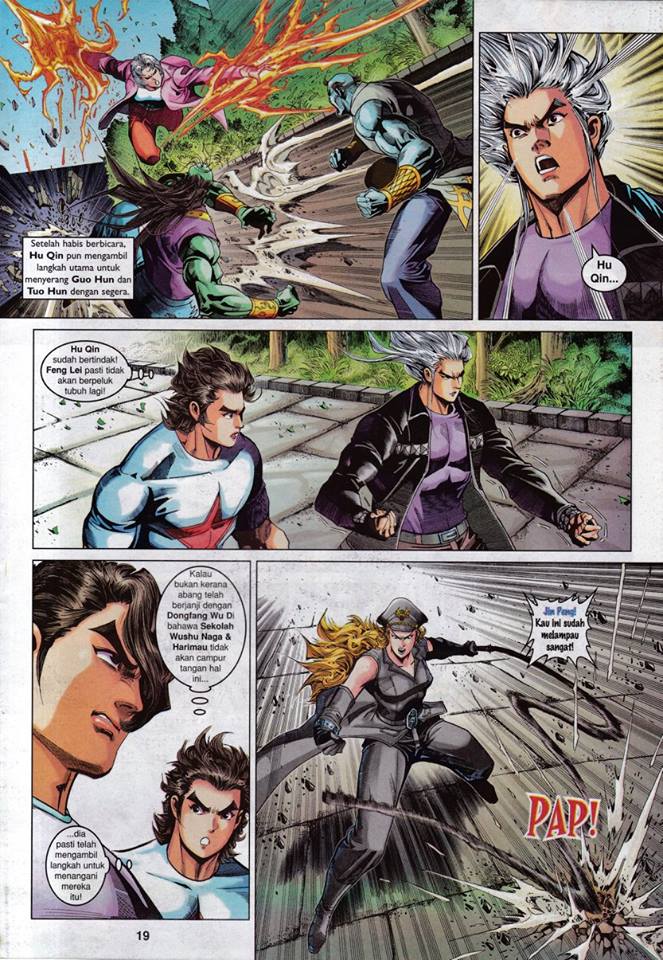 Setelah habis berbicara,
Hu Qin pun mengambil
langkah utama untuk
menyerang Guo Hun dan
Tuo Hun dengan segera.
Hu
Qin...
Hu Qin
sudah bertindak!
Feng Lei pasti tidak
akan berpeluk
tubuh lagi!
Kalau
bukan kerana
abang telah
berjanji dengan
Dongfang Wu Di
bahawa Sekolah
Wushu Naga &
Harimau tidak
akan campur
tangan hal
ini...
...dia
pasti telah
mengambil
langkah untuk
menangani
mereka
itu!
Jin Feng!
Kau ini sudah
melampau
sangat!
PAP!
19